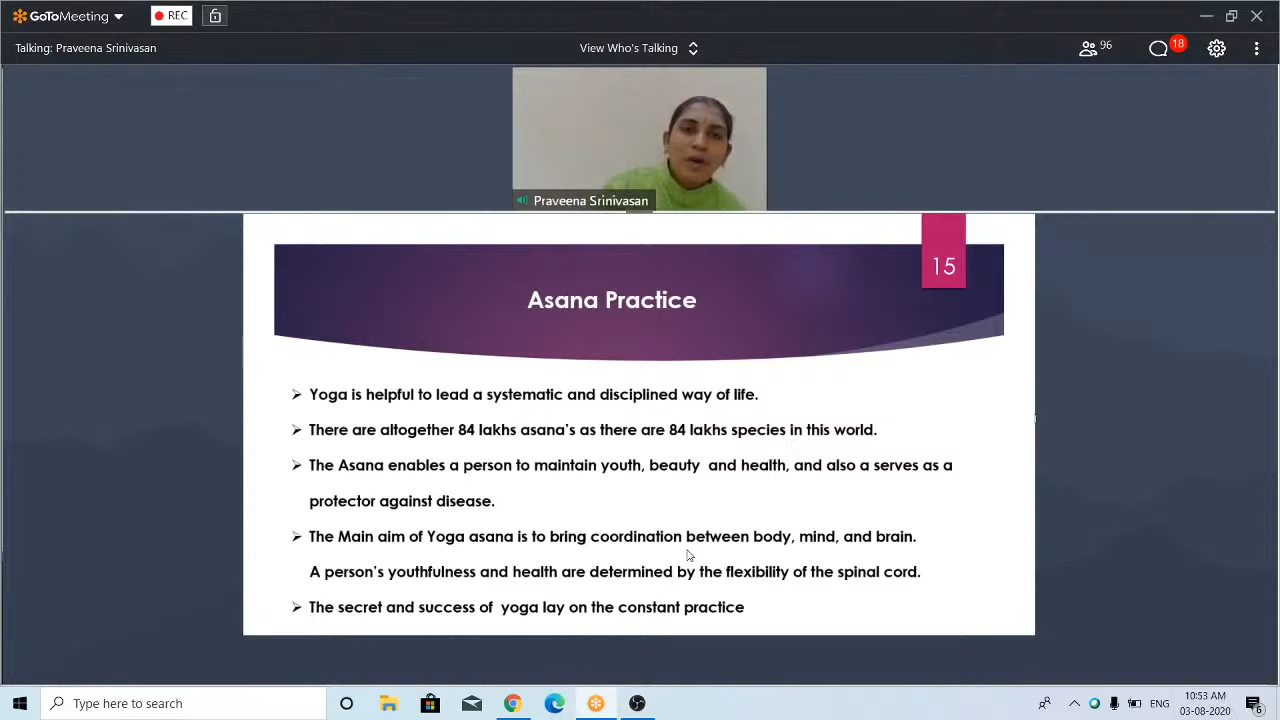 GoToMeeting
REC
Talking: Praveena Srinivasan
View Who's Talking
96
18
Praveena Srinivasan
15
Asana Practice
Yoga is helpful to lead a systematic and disciplined way of life.
There are altogether 84 lakhs asana's as there are 84 lakhs species in this world.
The Asana enables a person to maintain youth, beauty and health, and also a serves as a
protector against disease.
The Main aim of Yoga asana is to bring coordination between body, mind, and brain.
A person's youthfulness and health are determined by the flexibility of the spinal cord.
The secret and success of yoga lay on the constant practice
Type here to search
ENG
10:53 AM
03-08-2020
6